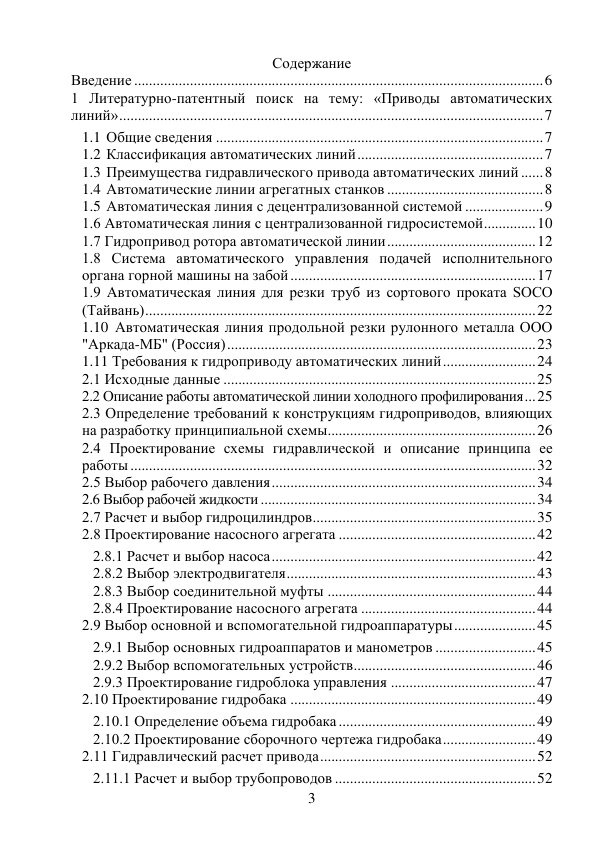 Содержание
Введение ........ 6
1 Литературно-патентный поиск на тему: «Приводы автоматических
линий» ........ 7
1.1 Общие сведения ........ 7
1.2 Классификация автоматических линий ........ 7
1.3 Преимущества гидравлического привода автоматических линий ...... 8
1.4 Автоматические линии агрегатных станков ........ 8
1.5 Автоматическая линия с децентрализованной системой ........ 9
1.6 Автоматическая линия с централизованной гидросистемой ........ 10
1.7 Гидропривод ротора автоматической линии ........ 12
1.8 Система автоматического управления подачей исполнительного
органа горной машины на забой ........ 17
1.9 Автоматическая линия для резки труб из сортового проката SOCO
(Тайвань) ........ 22
1.10 Автоматическая линия продольной резки рулонного металла ООО
"Аркада-МБ" (Россия) ........ 23
1.11 Требования к гидроприводу автоматических линий ........ 24
2.1 Исходные данные ........ 25
2.2 Описание работы автоматической линии холодного профилирования ... 25
2.3 Определение требований к конструкциям гидроприводов, влияющих
на разработку принципиальной схемы ........ 26
2.4 Проектирование схемы гидравлической и описание принципа ее
работы ........ 32
2.5 Выбор рабочего давления ........ 34
2.6 Выбор рабочей жидкости ........ 34
2.7 Расчет и выбор гидроцилиндров ........ 35
2.8 Проектирование насосного агрегата ........ 42
2.8.1 Расчет и выбор насоса ........ 42
2.8.2 Выбор электродвигателя ........ 43
2.8.3 Выбор соединительной муфты ........ 44
2.8.4 Проектирование насосного агрегата ........ 44
2.9 Выбор основной и вспомогательной гидроаппаратуры ........ 45
2.9.1 Выбор основных гидроаппаратов и манометров ........ 45
2.9.2 Выбор вспомогательных устройств ........ 46
2.9.3 Проектирование гидроблока управления ........ 47
2.10 Проектирование гидробака ........ 49
2.10.1 Определение объема гидробака ........ 49
2.10.2 Проектирование сборочного чертежа гидробака ........ 49
2.11 Гидравлический расчет привода ........ 52
2.11.1 Расчет и выбор трубопроводов ........ 52
3